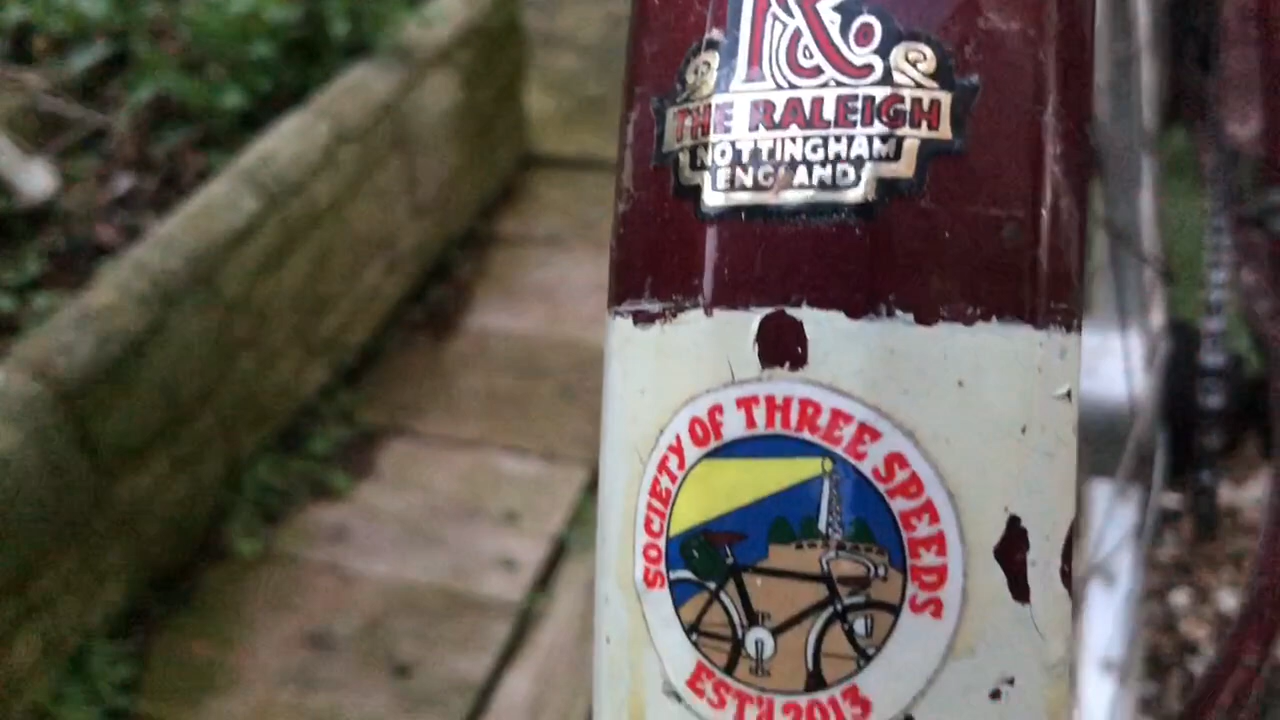 R.
THE RALEIGH
NOTTINGHAM
ENGLAND
SOCIETY OF THREE SPEEDS
ESTD 2013